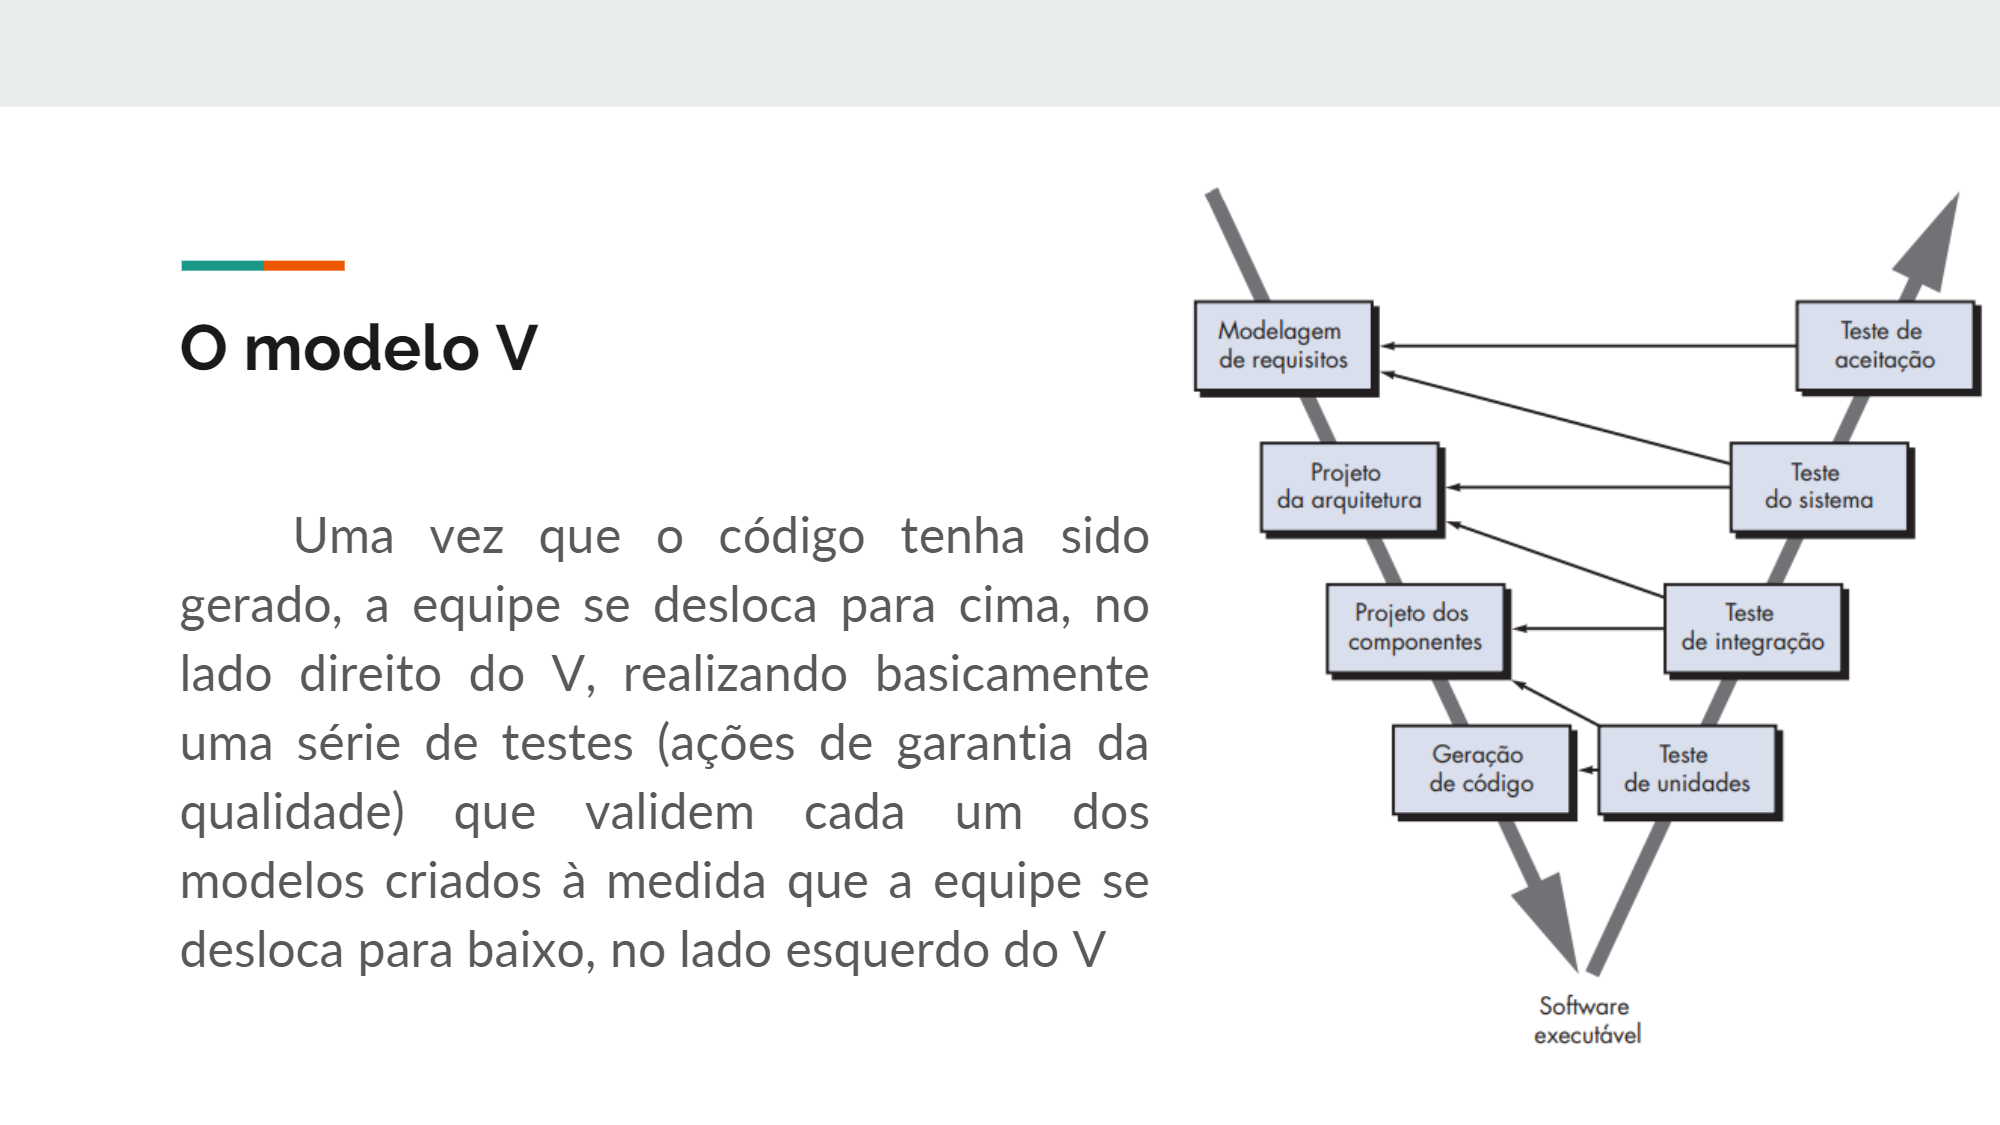 O modelo V
Uma vez que o código tenha sido
gerado, a equipe se desloca para cima, no
lado direito do V, realizando basicamente
uma série de testes (ações de garantia da
qualidade) que validem cada um dos
modelos criados à medida que a equipe se
desloca para baixo, no lado esquerdo do V
Modelagem
de requisitos
Teste de
aceitação
Projeto
da arquitetura
Teste
do sistema
Projeto dos
componentes
Teste
de integração
Geração
de código
Teste
de unidades
Software
executável